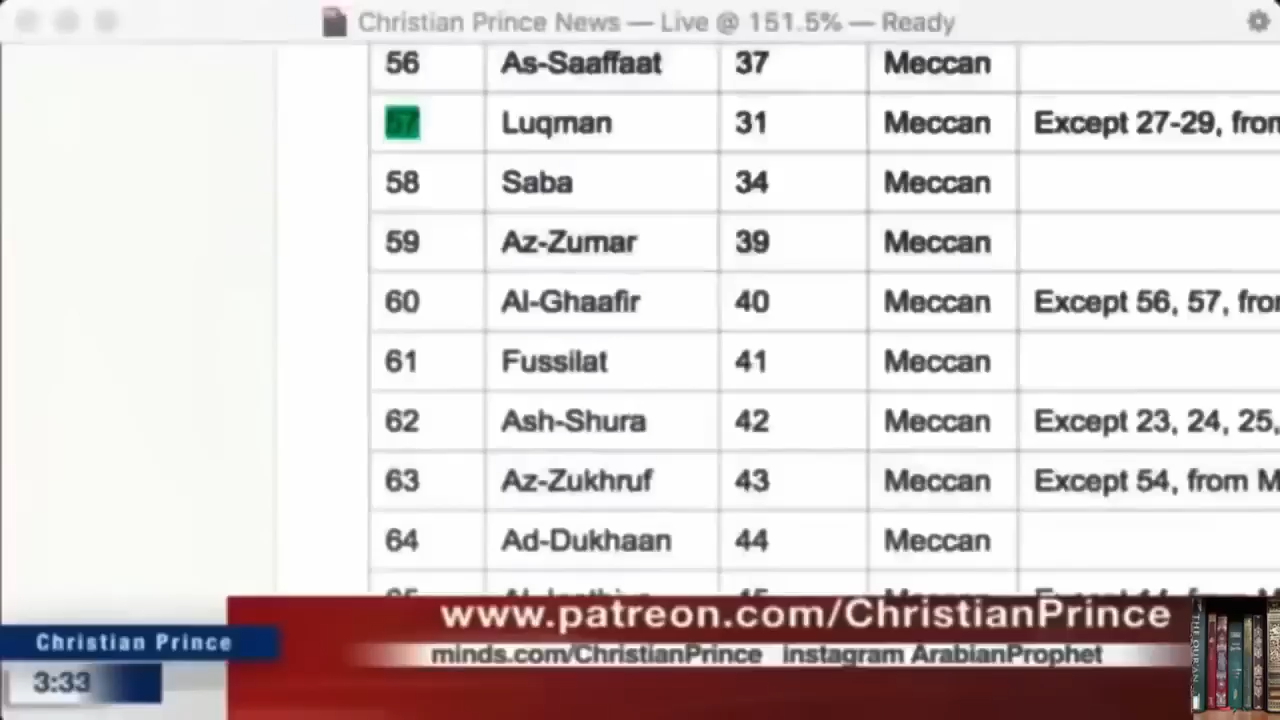 Christian Prince News — Live @ 151.5% — Ready
56 As-Saaffaat 37 Meccan
57 Luqman 31 Meccan Except 27-29, from
58 Saba 34 Meccan
59 Az-Zumar 39 Meccan
60 Al-Ghaafir 40 Meccan Except 56, 57, from
61 Fussilat 41 Meccan
62 Ash-Shura 42 Meccan Except 23, 24, 25,
63 Az-Zukhruf 43 Meccan Except 54, from M
64 Ad-Dukhaan 44 Meccan
www.patreon.com/ChristianPrince
Christian Prince
minds.com/ChristianPrince instagram ArabianProphet
3:33
THE QURAN